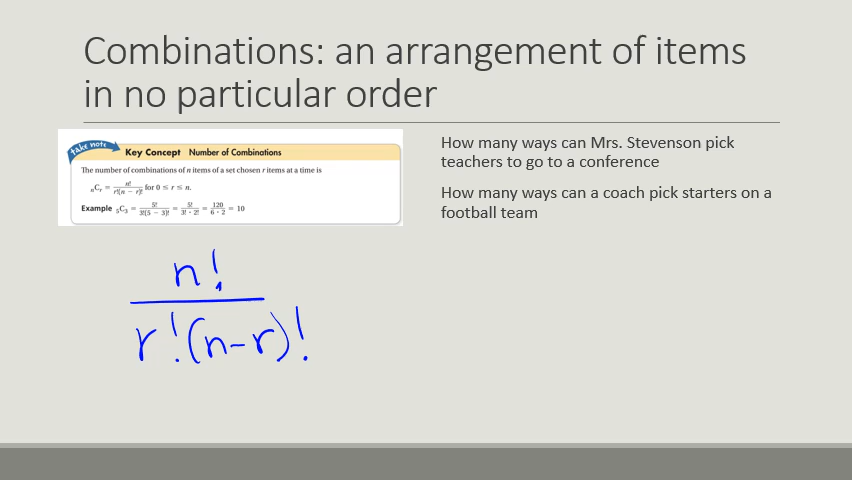 Combinations: an arrangement of items
in no particular order
take note
Key Concept Number of Combinations
The number of combinations of n items of a set chosen r items at a time is
nCr = n!/r!(n − r)! for 0 ≤ r ≤ n.
Example 5C3 = 5!/3!(5 − 3)! = 5!/3! · 2! = 120/6 · 2 = 10
How many ways can Mrs. Stevenson pick
teachers to go to a conference
How many ways can a coach pick starters on a
football team
n!
r!(n-r)!